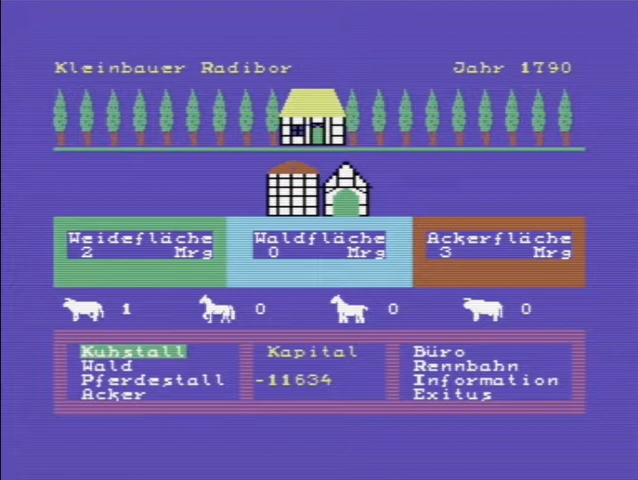 Kleinbauer Radibor Jahr 1790
Weidefläche Waldfläche Ackerfläche
2 Mrg 0 Mrg 3 Mrg
1 0 0 0
Kuhstall Kapital Büro
Wald Rennbahn
Pferdestall -11634 Information
Acker Exitus